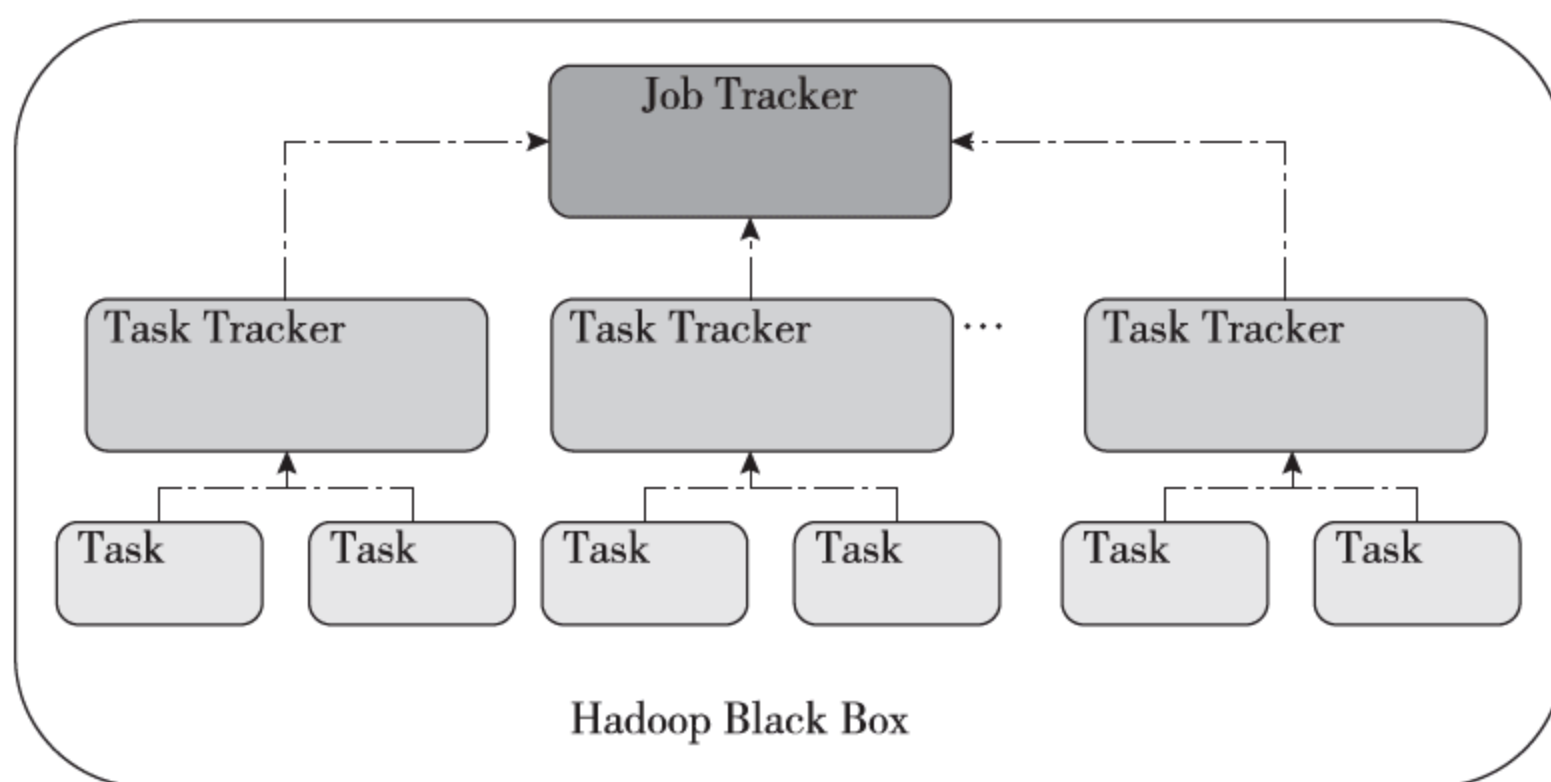 Job Tracker
Task Tracker
Task Tracker
...
Task Tracker
Task
Task
Task
Task
Task
Task
Hadoop Black Box